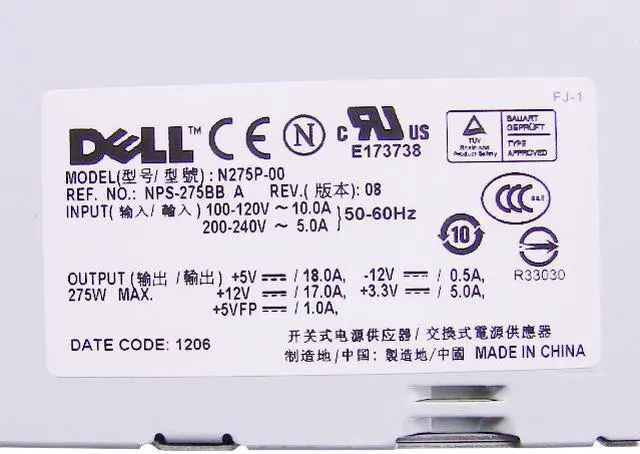 FJ-1
DELL™ CE N c RU US
E173738
TÜV
Rheinland
Product Safety
BAUART
GEPRÜFT
TYPE
APPROVED
MODEL(型号/ 型號) : N275P-00
REF. NO.: NPS-275BB A REV.( 版本): 08
INPUT( 输入/ 輸入) 100-120V ~ 10.0A
200-240V ~ 5.0A } 50-60Hz
CCC S&E
10
R33030
OUTPUT (输出 / 輸出) +5V ⎓ / 18.0A, -12V ⎓ / 0.5A,
275W MAX. +12V ⎓ / 17.0A, +3.3V ⎓ / 5.0A,
+5VFP ⎓ / 1.0A,
开关式电源供应器/ 交換式電源供應器
DATE CODE: 1206
制造地/中国: 製造地/中國 MADE IN CHINA